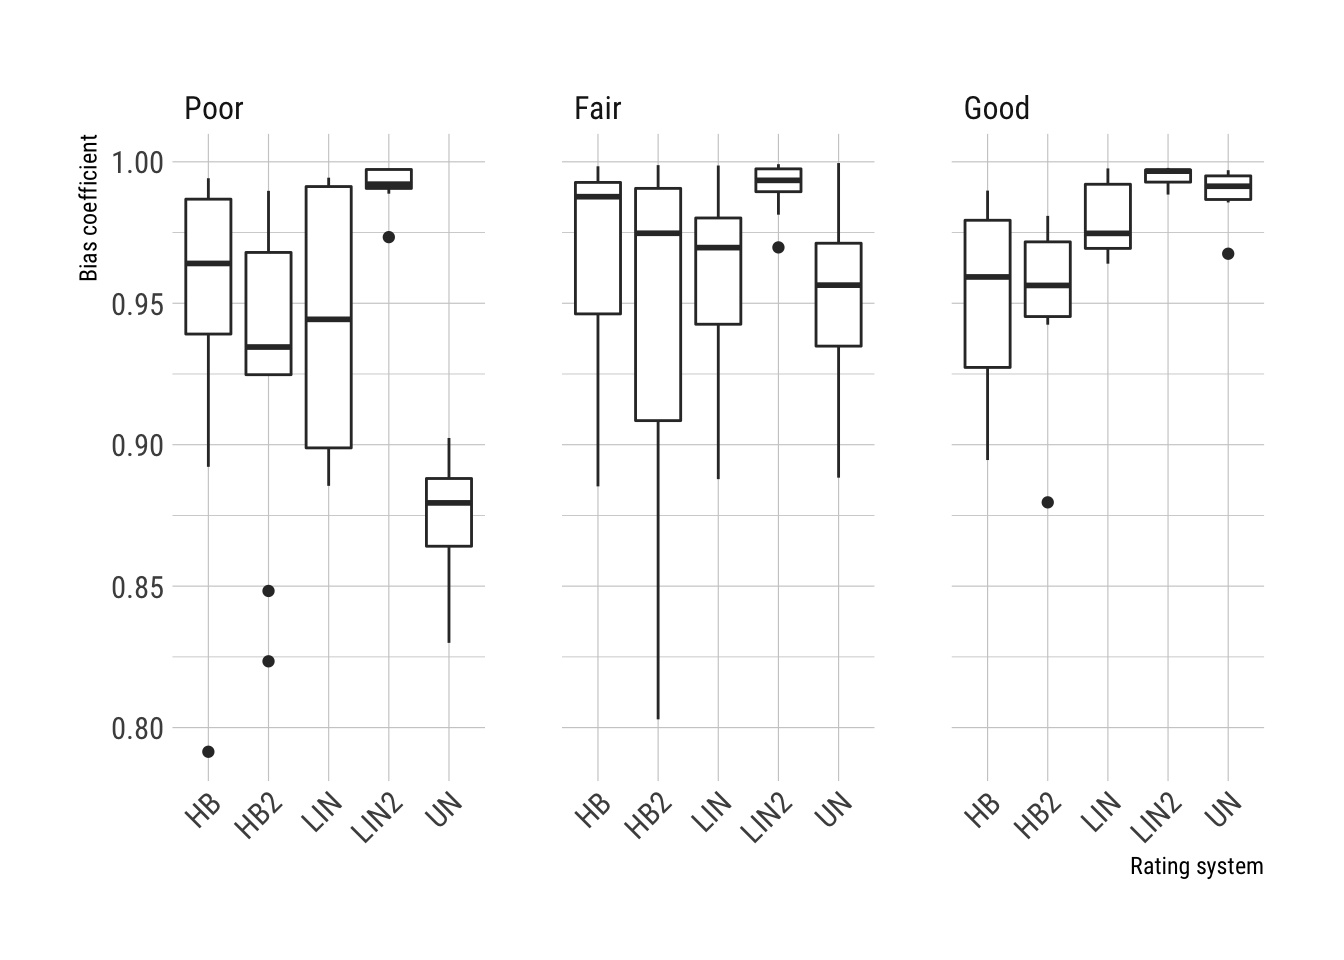 Poor
Fair
Good
Bias coefficient
1.00
0.95
0.90
0.85
0.80
HB
HB2
LIN
LIN2
UN
HB
HB2
LIN
LIN2
UN
HB
HB2
LIN
LIN2
UN
Rating system